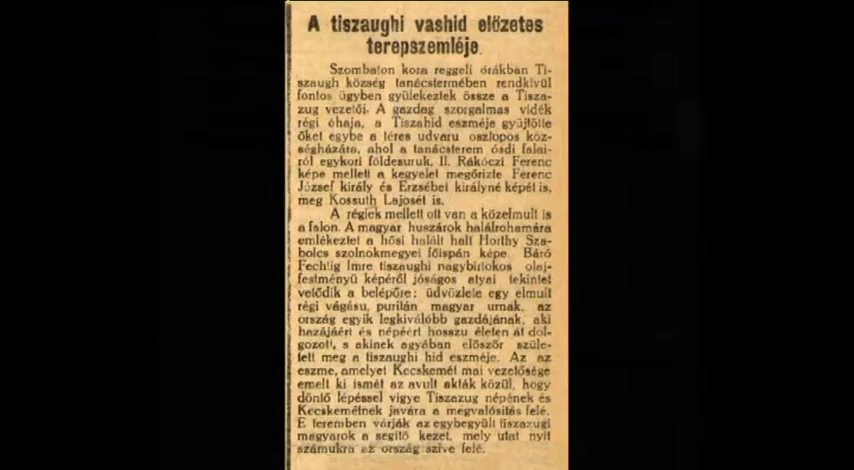 A tiszaughi vashid előzetes
terepszemléje.
Szombaton kora reggeli órákban Ti-
szaugh község tanácstermében rendkívül
fontos ügyben gyülekeztek össze a Tisza-
zug vezetői. A gazdag szorgalmas vidék
régi óhaja, a Tiszahid eszméje gyüjtötte
őket egybe a téres udvaru oszlopos köz-
ségházára, ahol a tanácsterem ósdi falai-
ról egykori földesuruk, II. Rákóczi Ferenc
képe mellett a kegyelet megőrizte Ferenc
József király és Erzsébet királyné képét is,
meg Kossuth Lajosét is.
A régiek mellett ott van a közelmult is
a falon. A magyar huszárok halálrohamára
emlékeztet a hősi halált halt Horthy Sza-
bolcs szolnokmegyei főispán képe. Báró
Fechtig Imre tiszaughi nagybirtokos olaj-
festményü képéről jóságos atyai tekintet
vetődik a belépőre: üdvözlete egy elmult
régi vágásu, puritán magyar urnak, az
ország egyik legkiválóbb gazdájának, aki
hazájáért és népéért hosszu életen át dol-
gozott, s akinek agyában először szüle-
tett meg a tiszaughi hid eszméje. Az az
eszme, amelyet Kecskemét mai vezetősége
emelt ki ismét az avult akták közül, hogy
döntő lépéssel vigye Tiszazug népének és
Kecskemétnek javára a megvalósitás felé.
E teremben várják az egybegyült tiszazugi
magyarok a segitő kezet, mely utat nyit
számukra az ország szive felé.